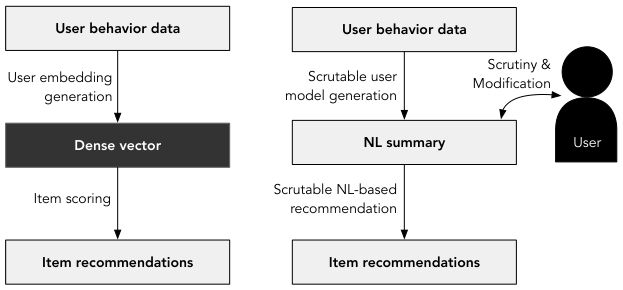 User behavior data
User embedding
generation
Dense vector
Item scoring
Item recommendations
User behavior data
Scrutable user
model generation
Scrutiny &
Modification
NL summary
User
Scrutable NL-based
recommendation
Item recommendations